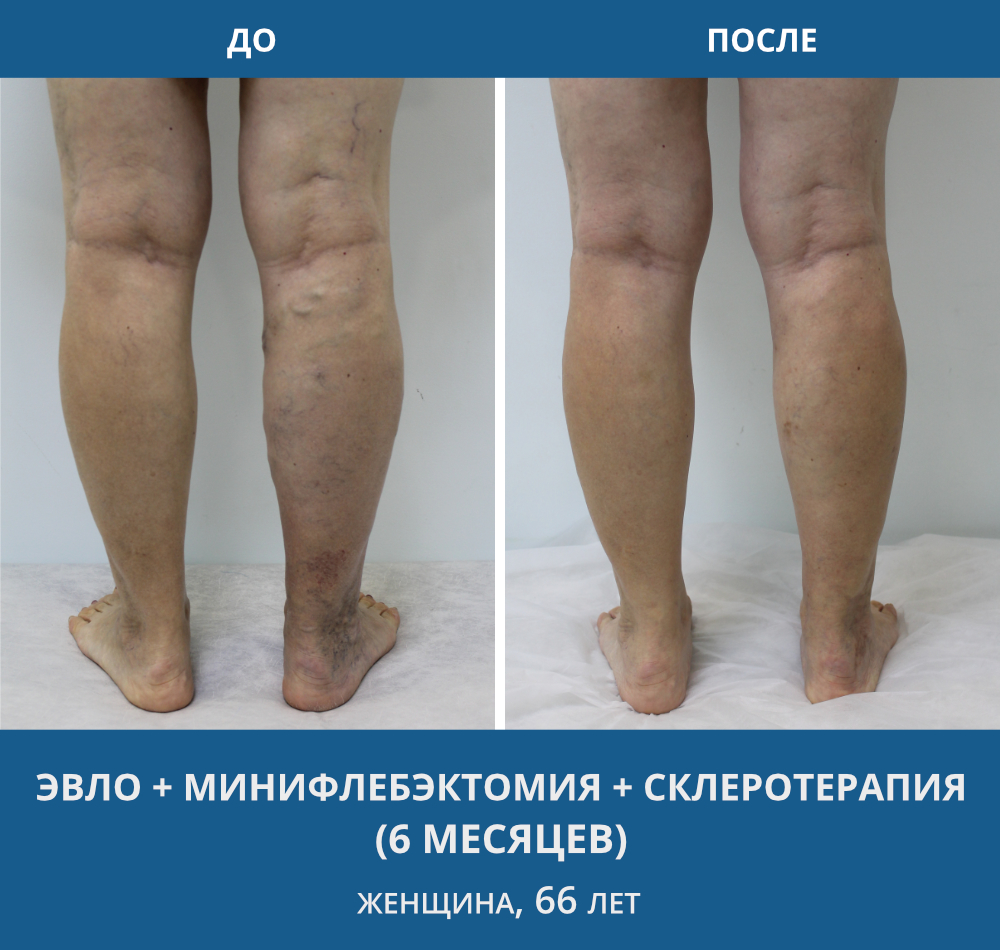 ДО
ПОСЛЕ
ЭВЛО + МИНИФЛЕБЭКТОМИЯ + СКЛЕРОТЕРАПИЯ
(6 МЕСЯЦЕВ)
ЖЕНЩИНА, 66 ЛЕТ